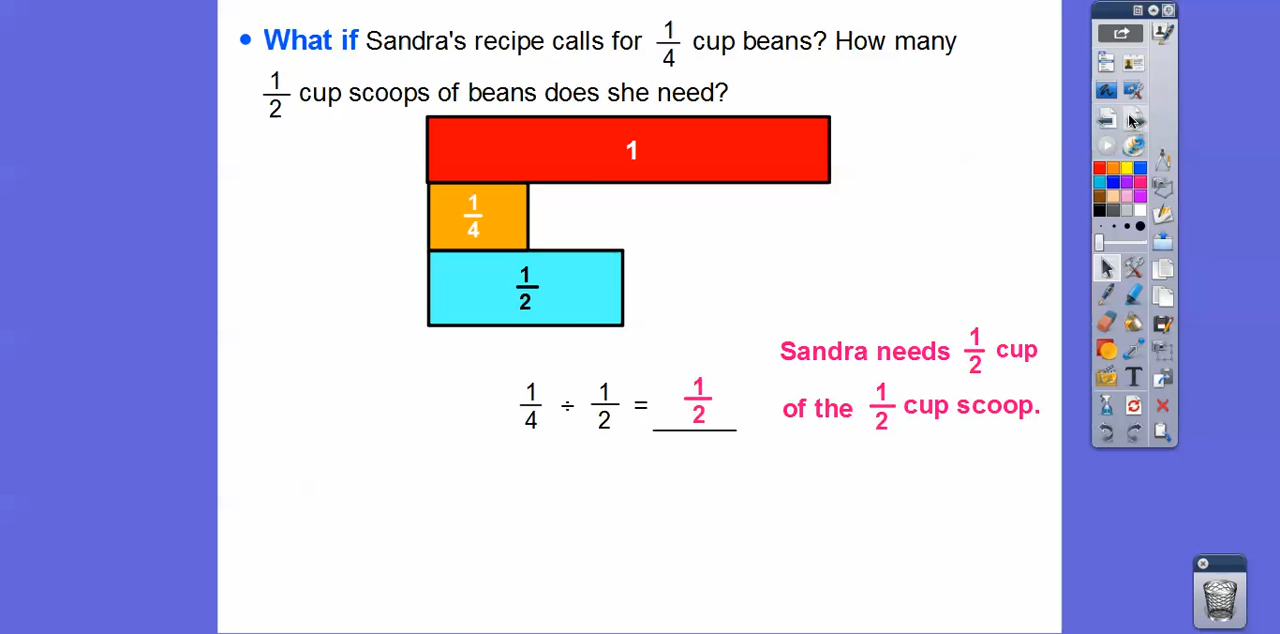 • What if Sandra's recipe calls for 1/4 cup beans? How many
1/2 cup scoops of beans does she need?
1
1/4
1/2
Sandra needs 1/2 cup
of the 1/2 cup scoop.
1/4 ÷ 1/2 = 1/2